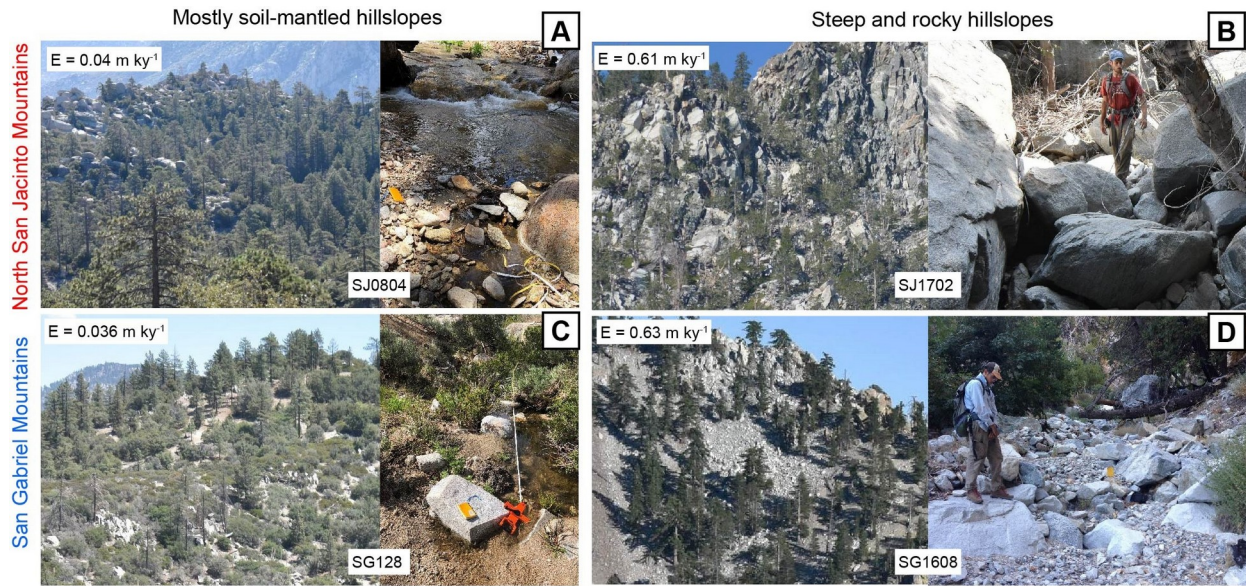 Mostly soil-mantled hillslopes
Steep and rocky hillslopes
North San Jacinto Mountains
E = 0.04 m ky⁻¹
A
SJ0804
E = 0.61 m ky⁻¹
B
SJ1702
San Gabriel Mountains
E = 0.036 m ky⁻¹
C
SG128
E = 0.63 m ky⁻¹
D
SG1608